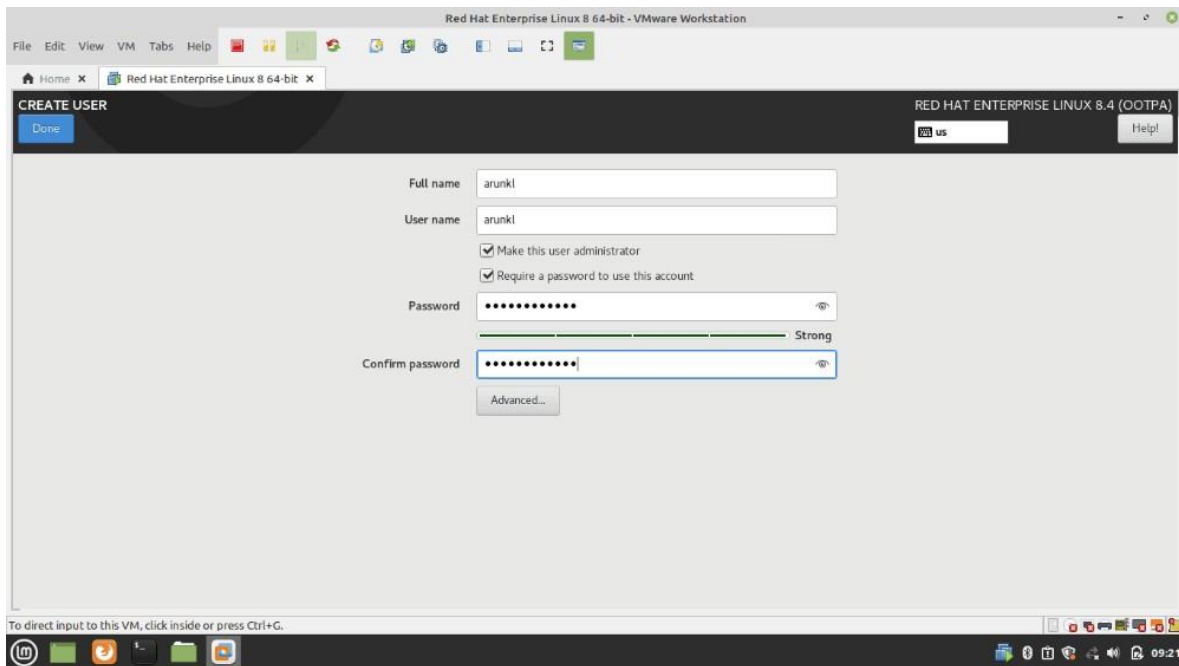 Red Hat Enterprise Linux 8 64-bit - VMware Workstation
File Edit View VM Tabs Help
Home Red Hat Enterprise Linux 8 64-bit
CREATE USER RED HAT ENTERPRISE LINUX 8.4 (OOTPA)
Done us Help!
Full name arunkl
User name arunkl
Make this user administrator
Require a password to use this account
Password ••••••••••••
Strong
Confirm password ••••••••••••
Advanced...
To direct input to this VM, click inside or press Ctrl+G.
09:21